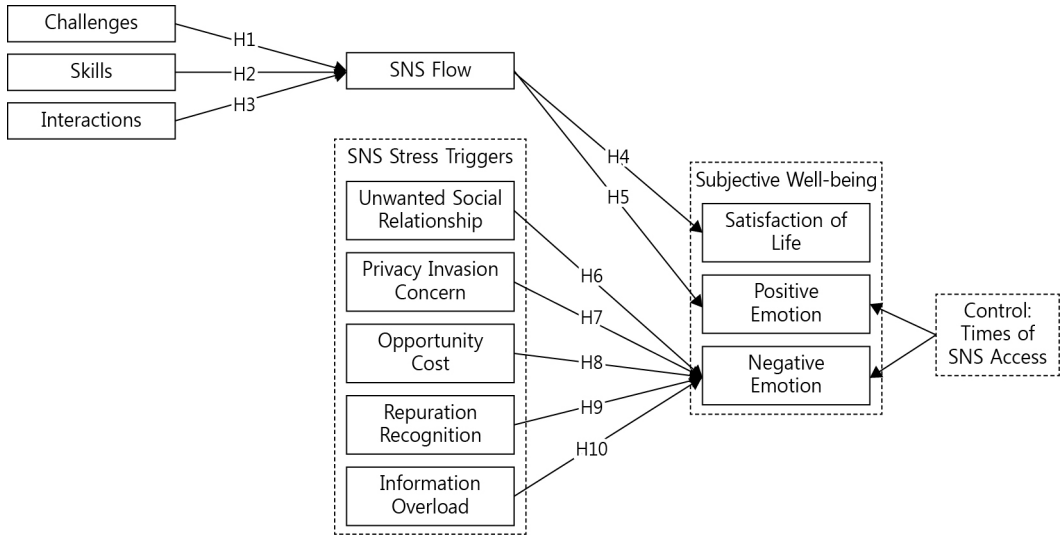 Challenges
Skills
Interactions
H1
H2
H3
SNS Flow
SNS Stress Triggers
Unwanted Social
Relationship
Privacy Invasion
Concern
Opportunity
Cost
Repuration
Recognition
Information
Overload
H4
H5
H6
H7
H8
H9
H10
Subjective Well-being
Satisfaction of
Life
Positive
Emotion
Negative
Emotion
Control:
Times of
SNS Access